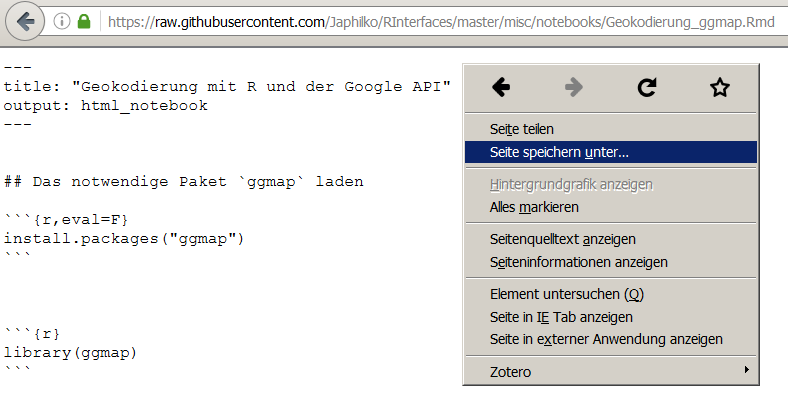 https://raw.githubusercontent.com/Japhilko/RInterfaces/master/misc/notebooks/Geokodierung_ggmap.Rmd
---
title: "Geokodierung mit R und der Google API"
output: html_notebook
---
## Das notwendige Paket `ggmap` laden
```{r,eval=F}
install.packages("ggmap")
```
```{r}
library(ggmap)
```
Seite teilen
Seite speichern unter...
Hintergrundgrafik anzeigen
Alles markieren
Seitenquelltext anzeigen
Seiteninformationen anzeigen
Element untersuchen (Q)
Seite in IE Tab anzeigen
Seite in externer Anwendung anzeigen
Zotero